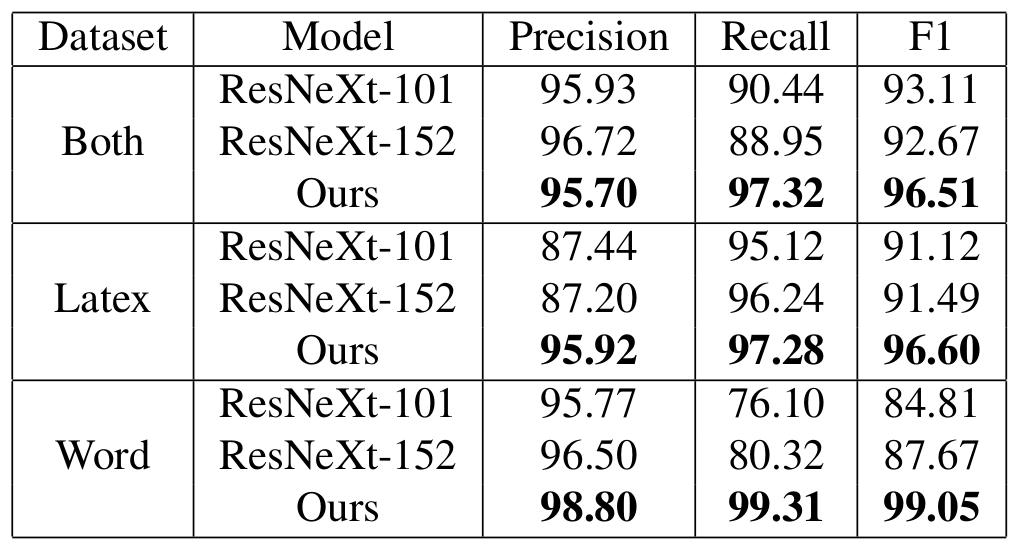 Dataset Model Precision Recall F1
ResNeXt-101 95.93 90.44 93.11
Both ResNeXt-152 96.72 88.95 92.67
Ours 95.70 97.32 96.51
ResNeXt-101 87.44 95.12 91.12
Latex ResNeXt-152 87.20 96.24 91.49
Ours 95.92 97.28 96.60
ResNeXt-101 95.77 76.10 84.81
Word ResNeXt-152 96.50 80.32 87.67
Ours 98.80 99.31 99.05